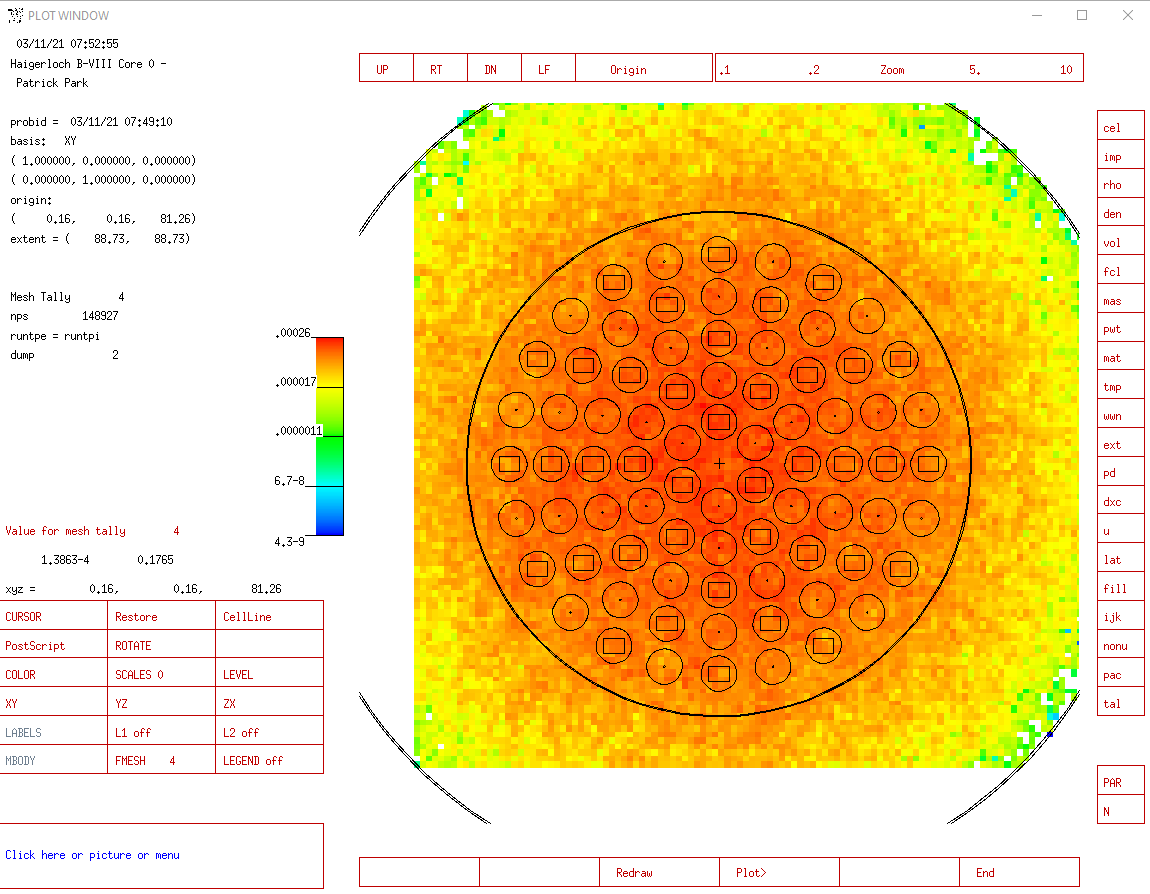 PLOT WINDOW
03/11/21 07:52:55
Haigerloch B-VIII Core 0 -
Patrick Park
probid = 03/11/21 07:49:10
basis: XY
( 1.000000, 0.000000, 0.000000)
( 0.000000, 1.000000, 0.000000)
origin:
( 0.16, 0.16, 81.26)
extent = ( 88.73, 88.73)
Mesh Tally 4
nps 148927
runtpe = runtpi
dump 2
.00026
.000017
.0000011
6.7-8
4.3-9
Value for mesh tally 4
1.3863-4 0.1765
xyz = 0.16, 0.16, 81.26
CURSOR Restore CellLine
PostScript ROTATE
COLOR SCALES 0 LEVEL
XY YZ ZX
LABELS L1 off L2 off
MBODY FMESH 4 LEGEND off
Click here or picture or menu
UP RT DN LF Origin .1 .2 Zoom 5. 10
cel
imp
rho
den
vol
fcl
mas
pwt
mat
tmp
wwn
ext
pd
dxc
u
lat
fill
ijk
nonu
pac
tal
PAR
N
Redraw Plot> End